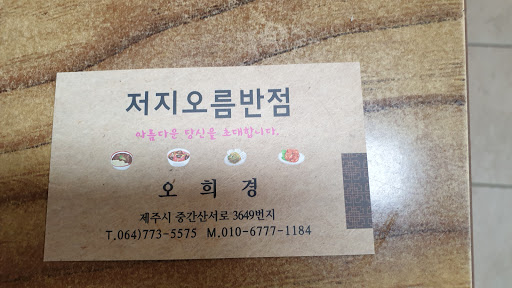 저지오름반점
아름다운 당신을 초대합니다.
오 희 경
제주시 중간산서로 3649번지
T.064)773-5575 M.010-6777-1184